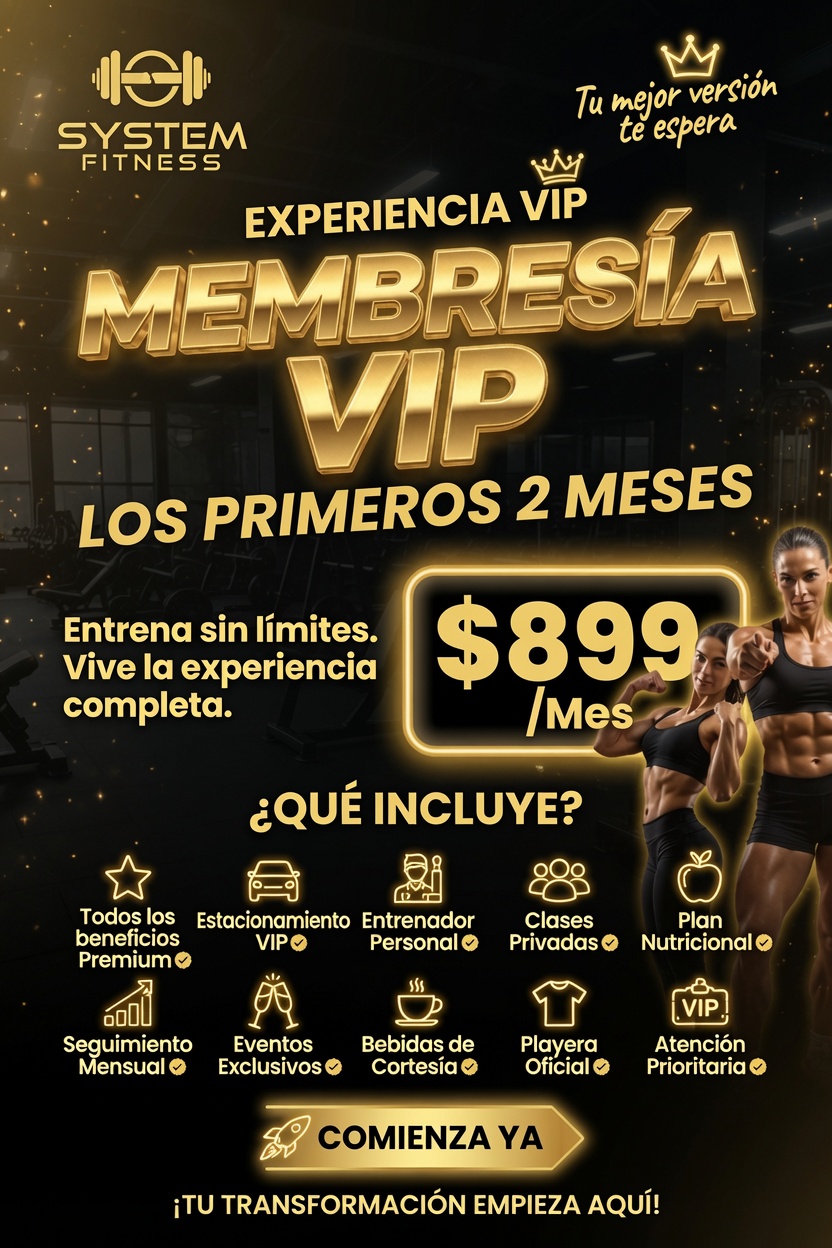 SYSTEM
FITNESS
Tu mejor versión
te espera
EXPERIENCIA VIP
MEMBRESÍA
VIP
LOS PRIMEROS 2 MESES
Entrena sin límites.
Vive la experiencia
completa.
$899
/Mes
¿QUÉ INCLUYE?
Todos los
beneficios
Premium
Estacionamiento
VIP
Entrenador
Personal
Clases
Privadas
Plan
Nutricional
Seguimiento
Mensual
Eventos
Exclusivos
Bebidas de
Cortesía
Playera
Oficial
VIP
Atención
Prioritaria
COMIENZA YA
¡TU TRANSFORMACIÓN EMPIEZA AQUÍ!